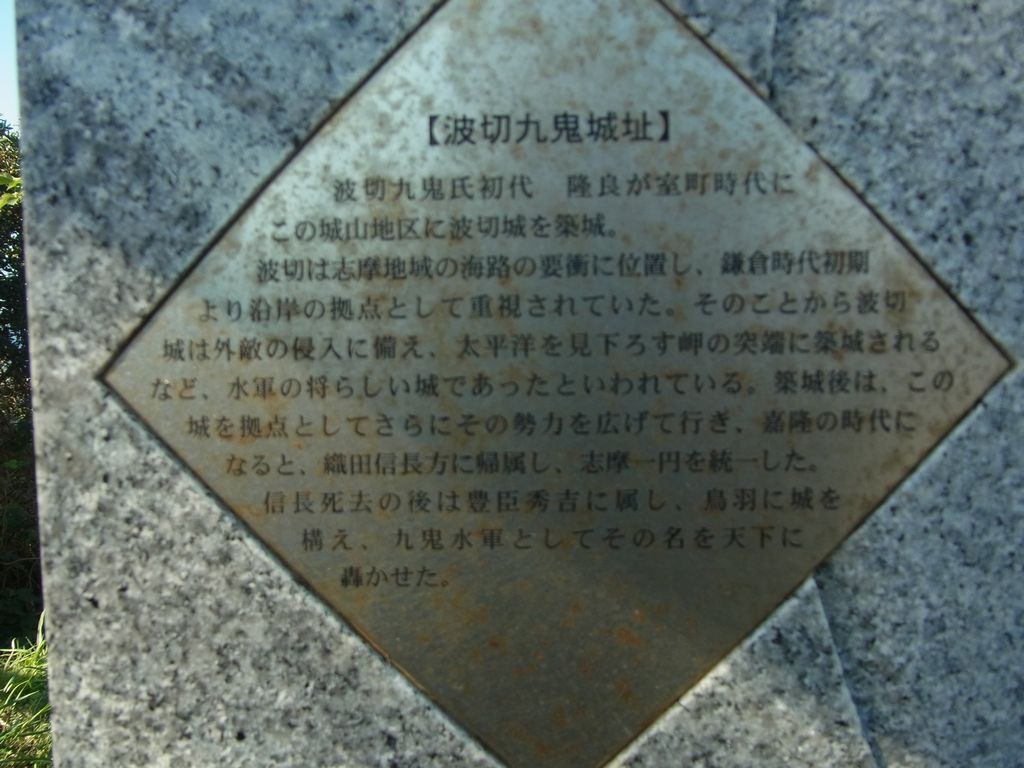 【波切九鬼城址】
波切九鬼氏初代　隆良が室町時代に
この城山地区に波切城を築城。
波切は志摩地域の海路の要衝に位置し、鎌倉時代初期
より沿岸の拠点として重視されていた。そのことから波切
城は外敵の侵入に備え、太平洋を見下ろす岬の突端に築城される
など、水軍の将らしい城であったといわれている。築城後は、この
城を拠点としてさらにその勢力を広げて行き、嘉隆の時代に
なると、織田信長方に帰属し、志摩一円を統一した。
信長死去の後は豊臣秀吉に属し、鳥羽に城を
構え、九鬼水軍としてその名を天下に
轟かせた。